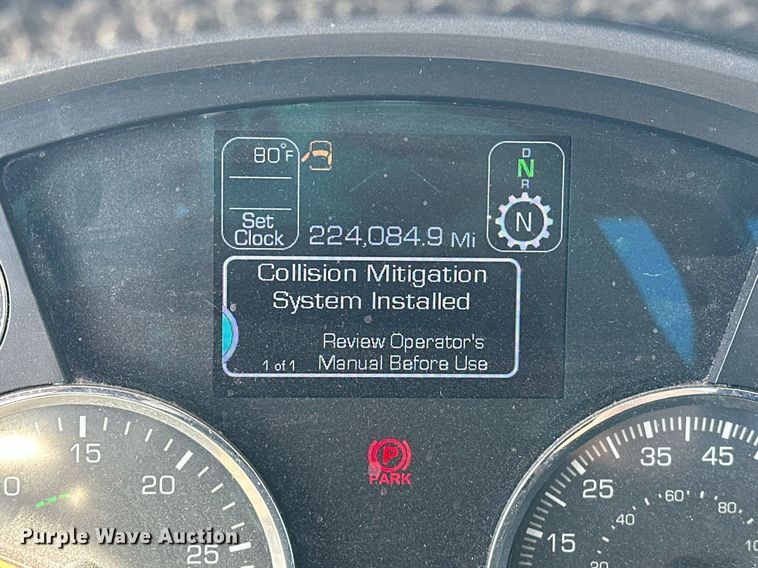 80°F
D
N
R
N
Set
Clock
224,084.9 Mi
Collision Mitigation
System Installed
Review Operator's
1 of 1 Manual Before Use
P
PARK
15
20
25
15
25
35
45
20
40
60
80
Purple Wave Auction